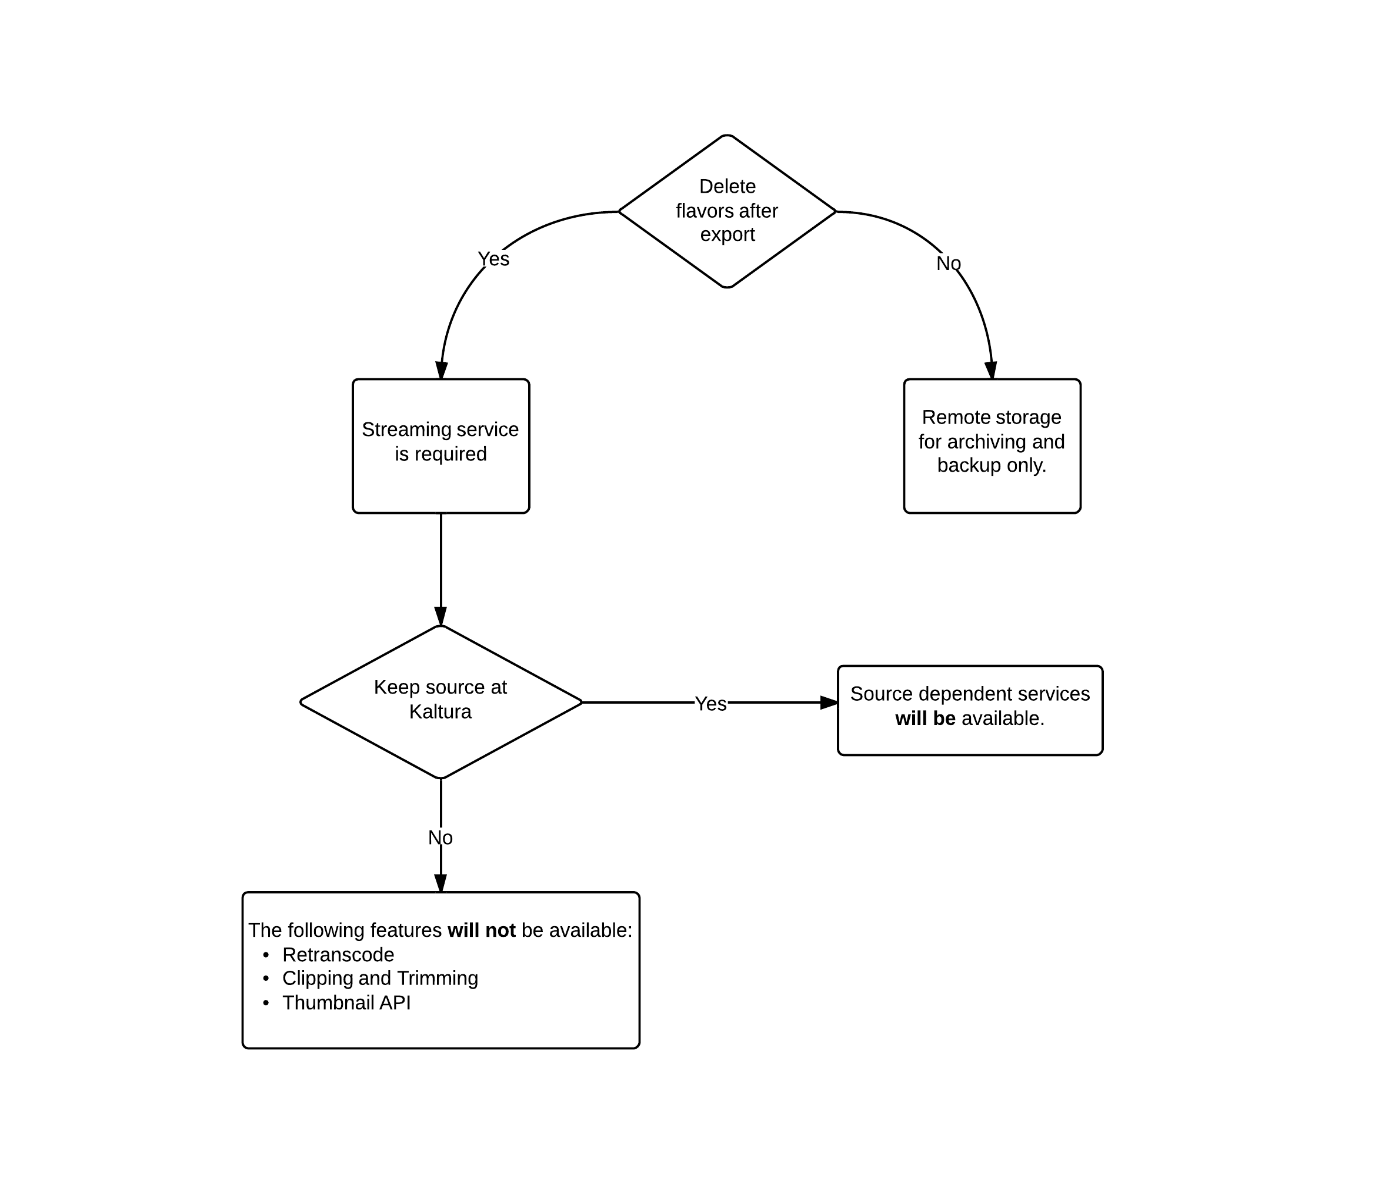 Delete
flavors after
export
Yes
No
Streaming service
is required
Remote storage
for archiving and
backup only.
Keep source at
Kaltura
Yes
Source dependent services
will be available.
No
The following features will not be available:
• Retranscode
• Clipping and Trimming
• Thumbnail API